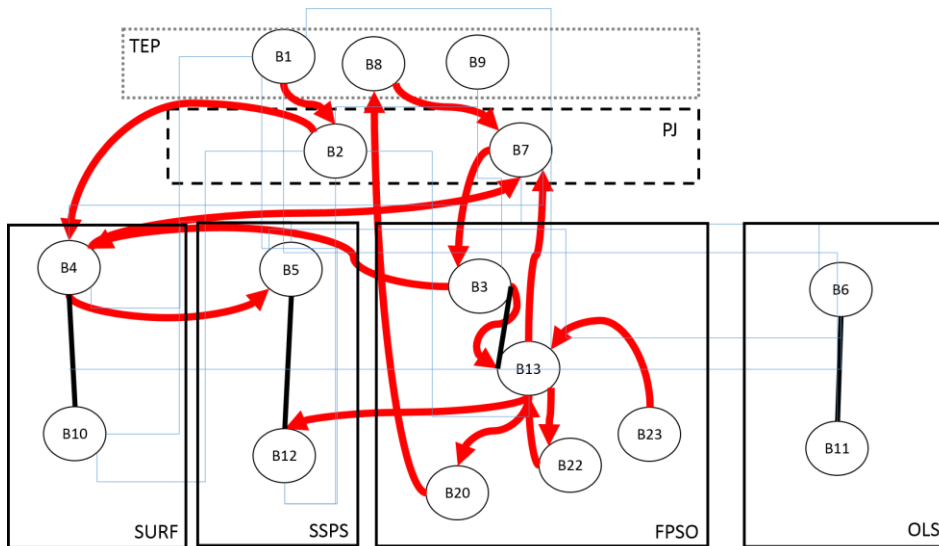 TEP
B1
B8
B9
PJ
B2
B7
B4
B5
B3
B6
B13
B10
B12
B20
B22
B23
B11
SURF
SSPS
FPSO
OLS